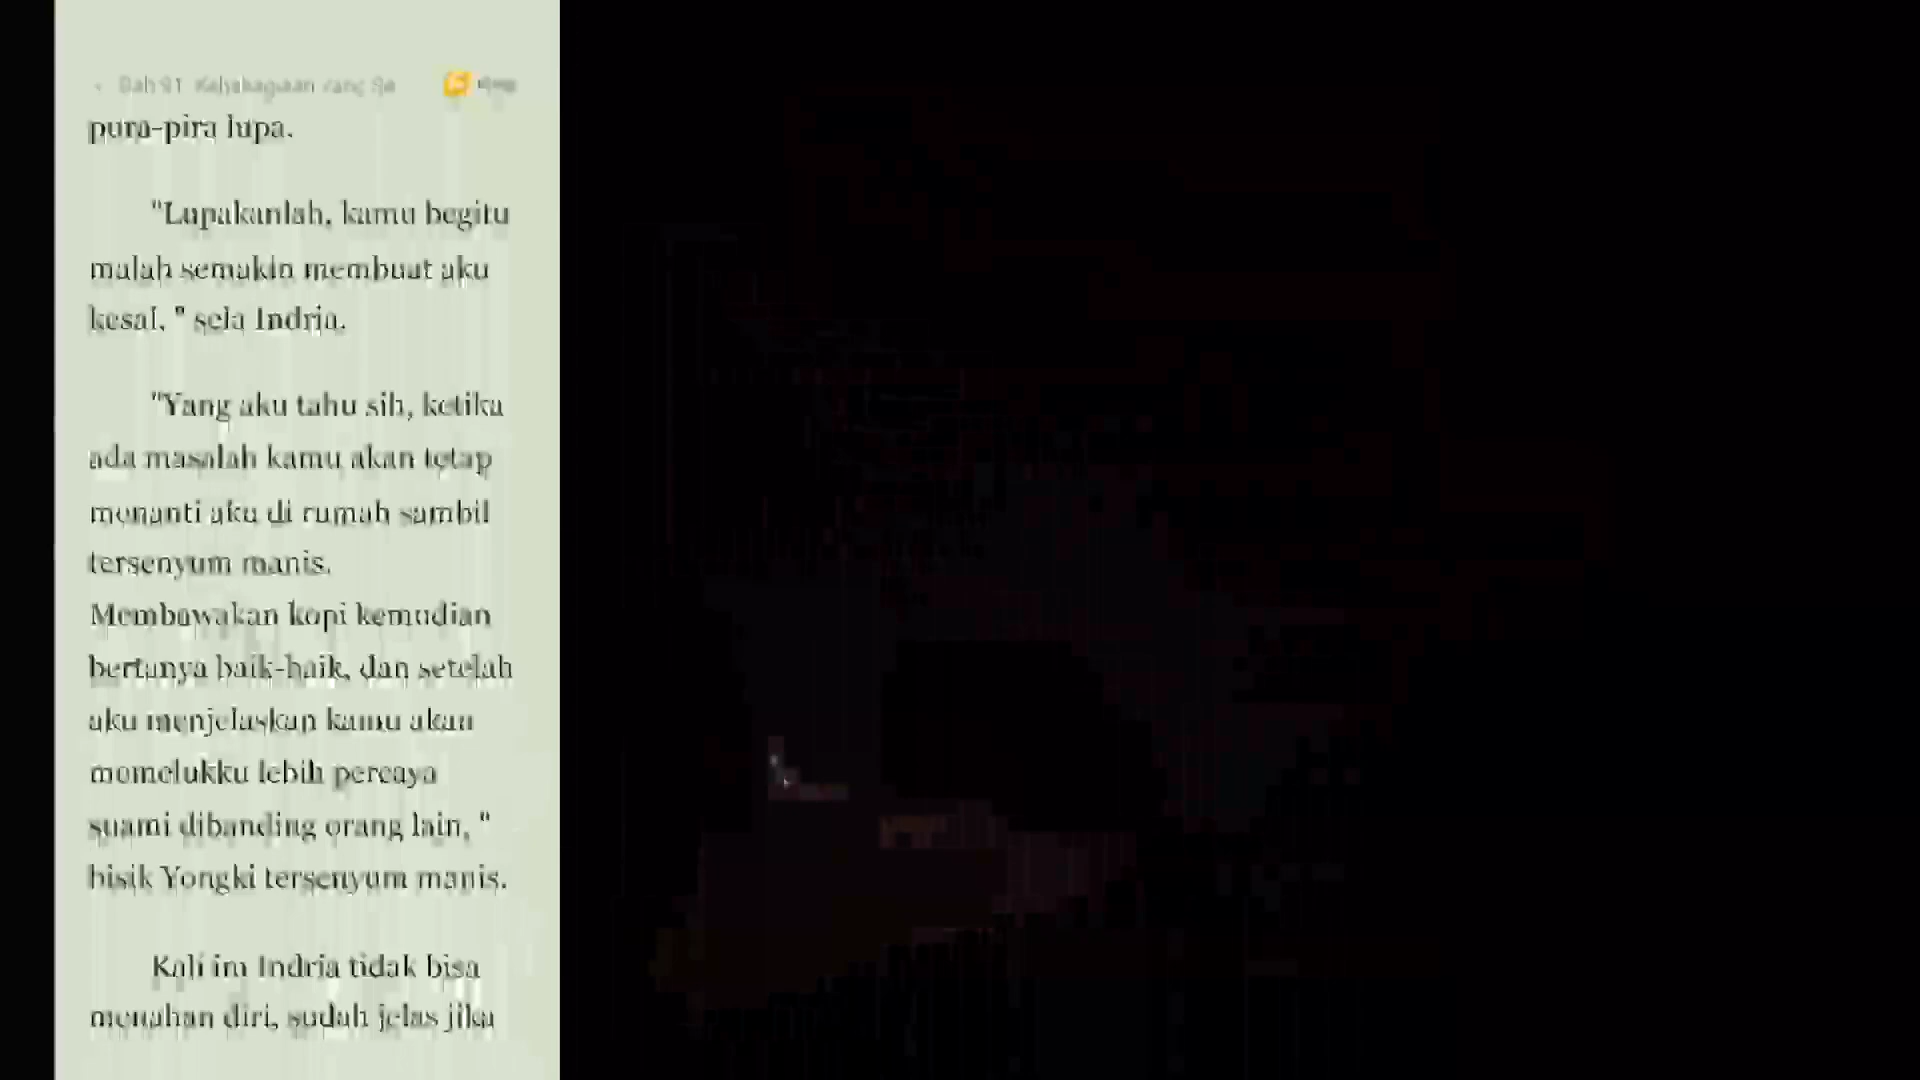 Bab 91
pura-pira lupa.
"Lupakanlah, kamu begitu
malah semakin membuat aku
kesal, " sela Indria.
"Yang aku tahu sih, ketika
ada masalah kamu akan tetap
menanti aku di rumah sambil
tersenyum manis.
Membawakan kopi kemudian
bertanya baik-baik, dan setelah
aku menjelaskan kamu akan
memelukku lebih percaya
suami dibanding orang lain, "
bisik Yongki tersenyum manis.
Kali ini Indria tidak bisa
menahan diri, sudah jelas jika